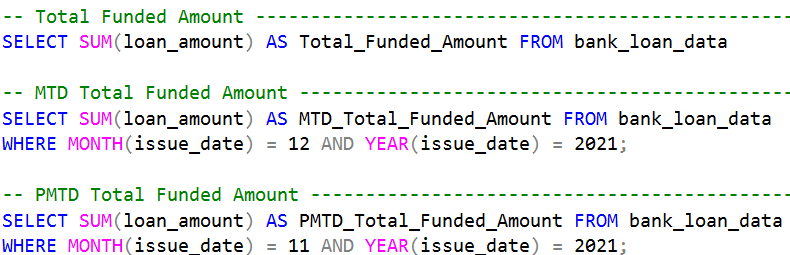 -- Total Funded Amount -------------------------------------------------
SELECT SUM(loan_amount) AS Total_Funded_Amount FROM bank_loan_data
-- MTD Total Funded Amount ---------------------------------------------
SELECT SUM(loan_amount) AS MTD_Total_Funded_Amount FROM bank_loan_data
WHERE MONTH(issue_date) = 12 AND YEAR(issue_date) = 2021;
-- PMTD Total Funded Amount --------------------------------------------
SELECT SUM(loan_amount) AS PMTD_Total_Funded_Amount FROM bank_loan_data
WHERE MONTH(issue_date) = 11 AND YEAR(issue_date) = 2021;